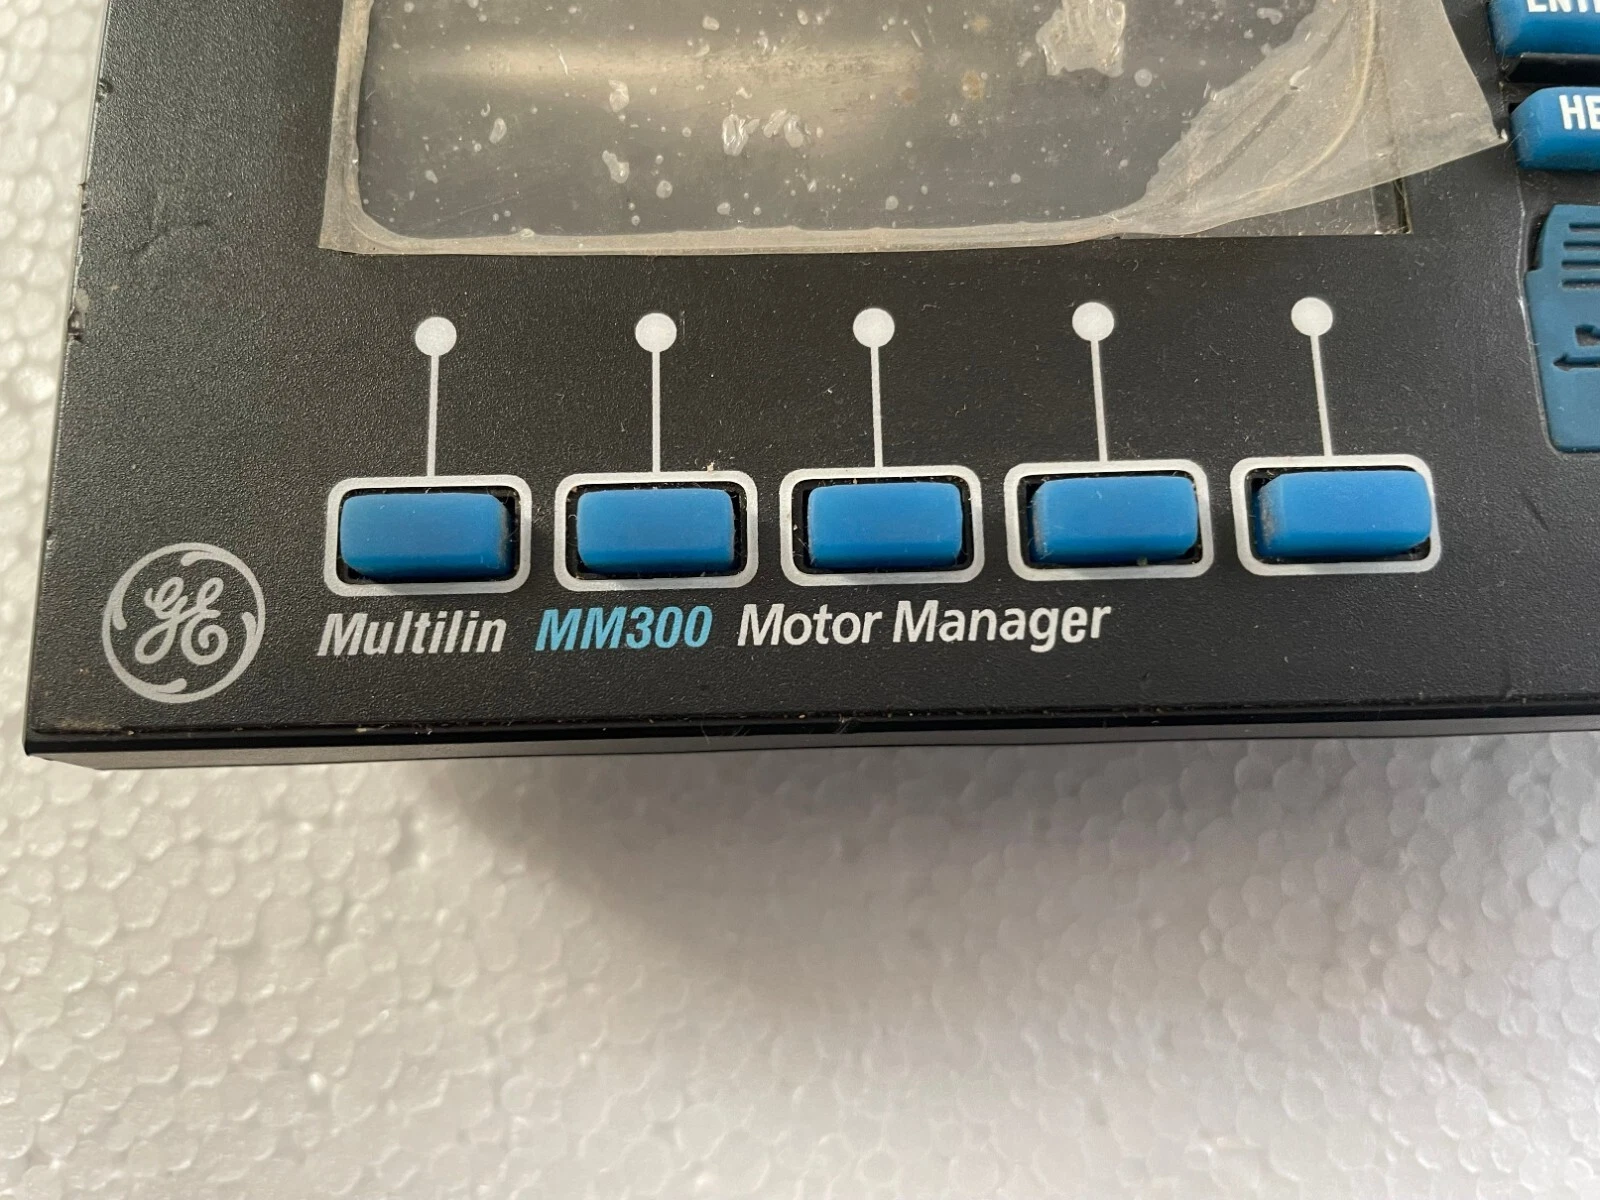 GE
Multilin MM300 Motor Manager